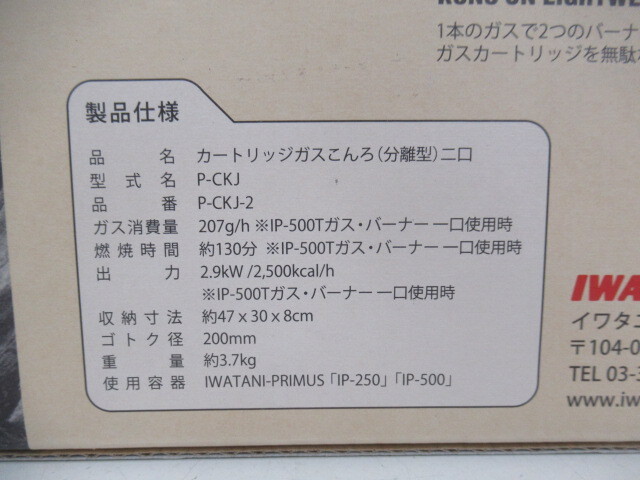 RUNS ON LIGHTWE
1本のガスで2つのバーナ
ガスカートリッジを無駄
製品仕様
品名 カートリッジガスこんろ(分離型)二口
型式名 P-CKJ
品番 P-CKJ-2
ガス消費量 207g/h ※IP-500Tガス・バーナー 一口使用時
燃焼時間 約130分 ※IP-500Tガス・バーナー 一口使用時
出力 2.9kW /2,500kcal/h
※IP-500Tガス・バーナー 一口使用時
収納寸法 約47 x 30 x 8cm
ゴトク径 200mm
重量 約3.7kg
使用容器 IWATANI-PRIMUS「IP-250」「IP-500」
IWA
イワタニ
〒104-0
TEL 03-3
www.iw